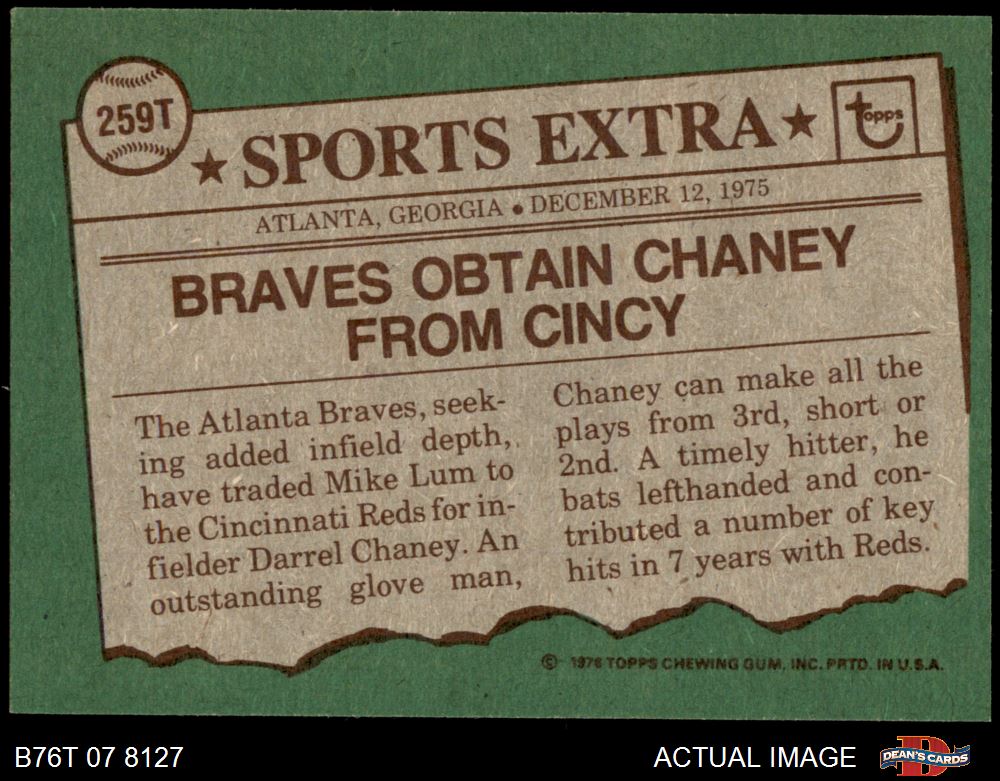 259T
★ SPORTS EXTRA ★
topps
ATLANTA, GEORGIA • DECEMBER 12, 1975
BRAVES OBTAIN CHANEY
FROM CINCY
The Atlanta Braves, seek-
ing added infield depth,
have traded Mike Lum to
the Cincinnati Reds for in-
fielder Darrel Chaney. An
outstanding glove man,
Chaney can make all the
plays from 3rd, short or
2nd. A timely hitter, he
bats lefthanded and con-
tributed a number of key
hits in 7 years with Reds.
© 1976 TOPPS CHEWING GUM, INC. PRTD. IN U.S.A.
B76T 07 8127
ACTUAL IMAGE
DEAN'S CARDS